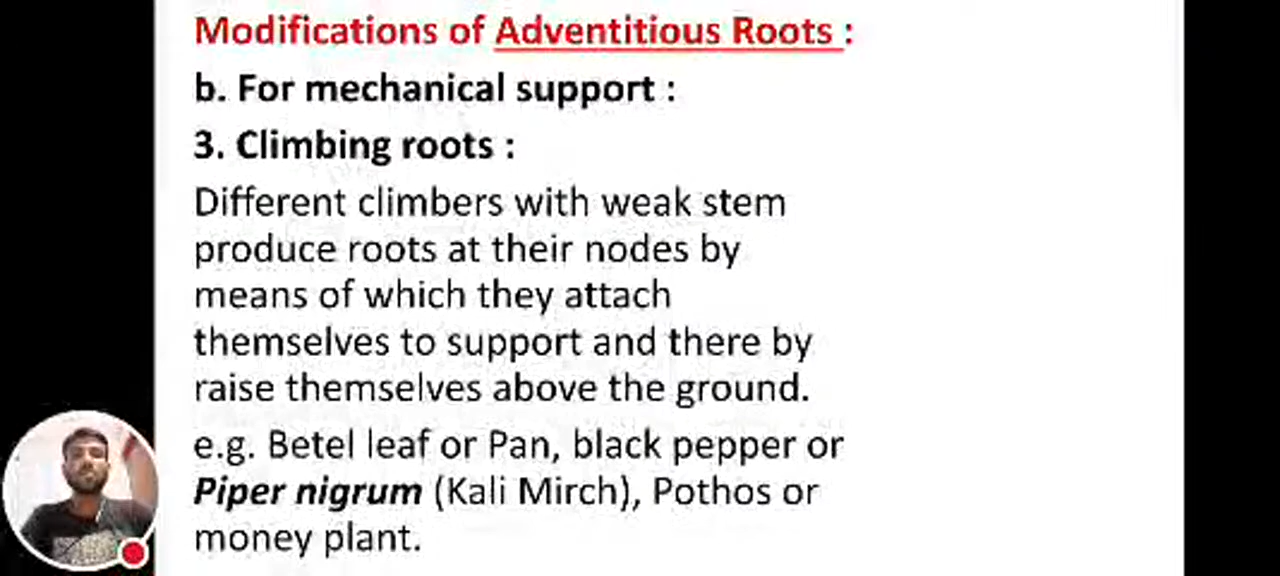 Modifications of Adventitious Roots :
b. For mechanical support :
3. Climbing roots :
Different climbers with weak stem
produce roots at their nodes by
means of which they attach
themselves to support and there by
raise themselves above the ground.
e.g. Betel leaf or Pan, black pepper or
Piper nigrum (Kali Mirch), Pothos or
money plant.